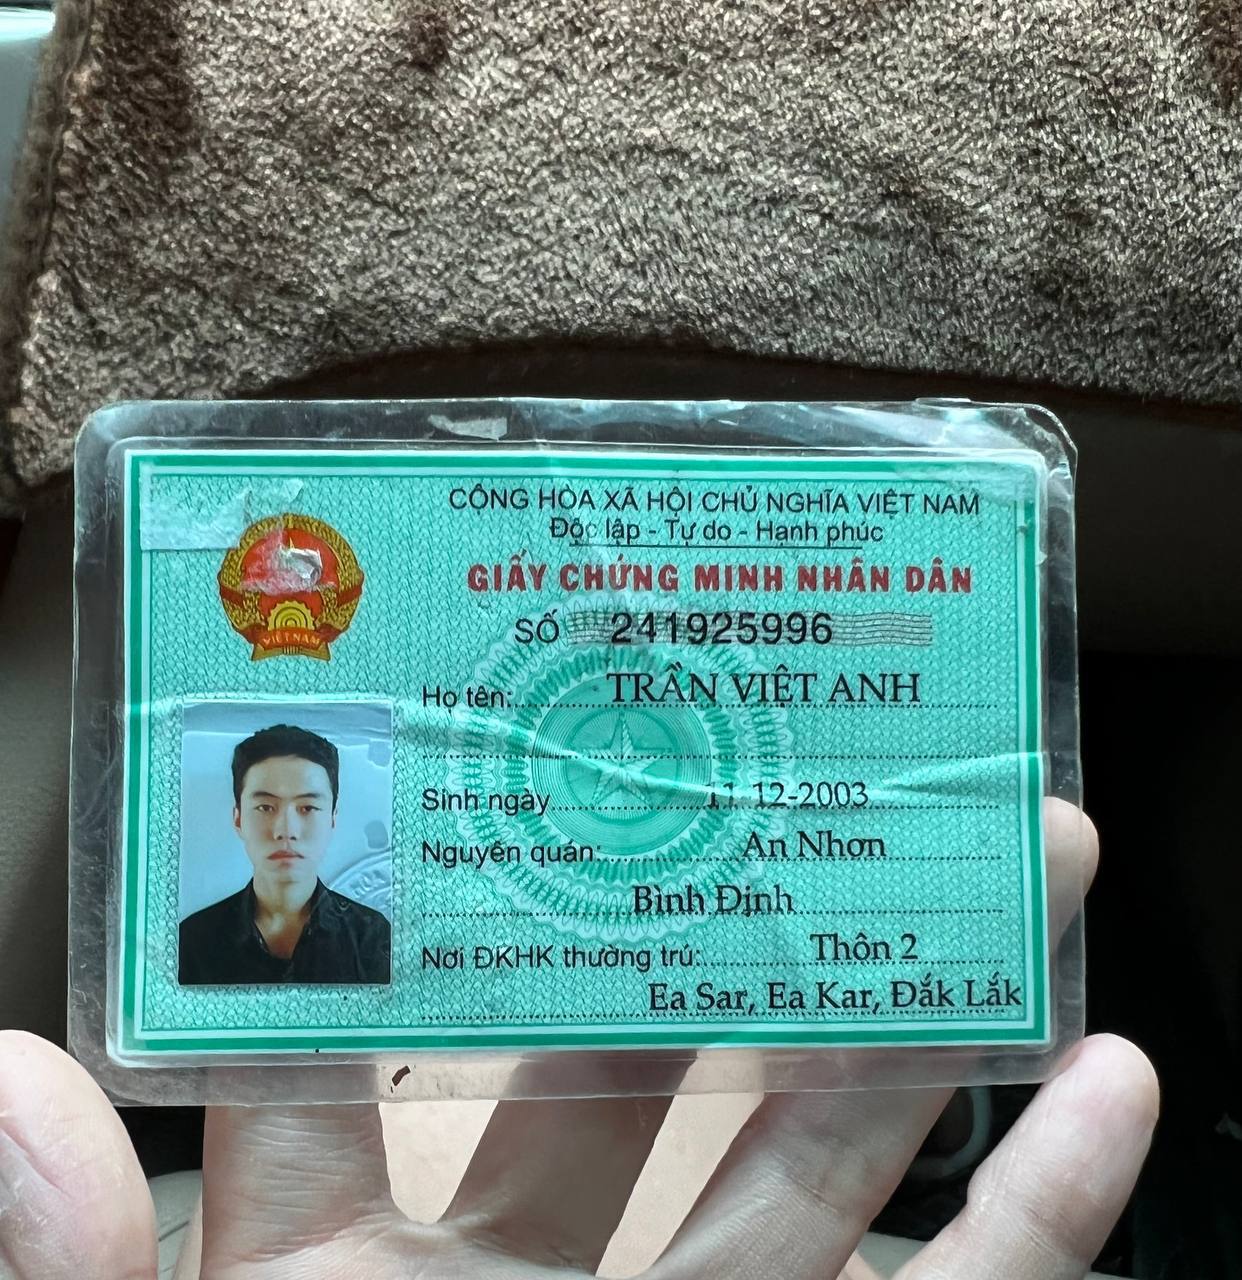 CỘNG HÒA XÃ HỘI CHỦ NGHĨA VIỆT NAM
Độc lập - Tự do - Hạnh phúc
GIẤY CHỨNG MINH NHÂN DÂN
SỐ 241925996
Họ tên: TRẦN VIỆT ANH
Sinh ngày 11-12-2003
Nguyên quán: An Nhơn
Bình Định
Nơi ĐKHK thường trú: Thôn 2
Ea Sar, Ea Kar, Đắk Lắk
VIỆT NAM